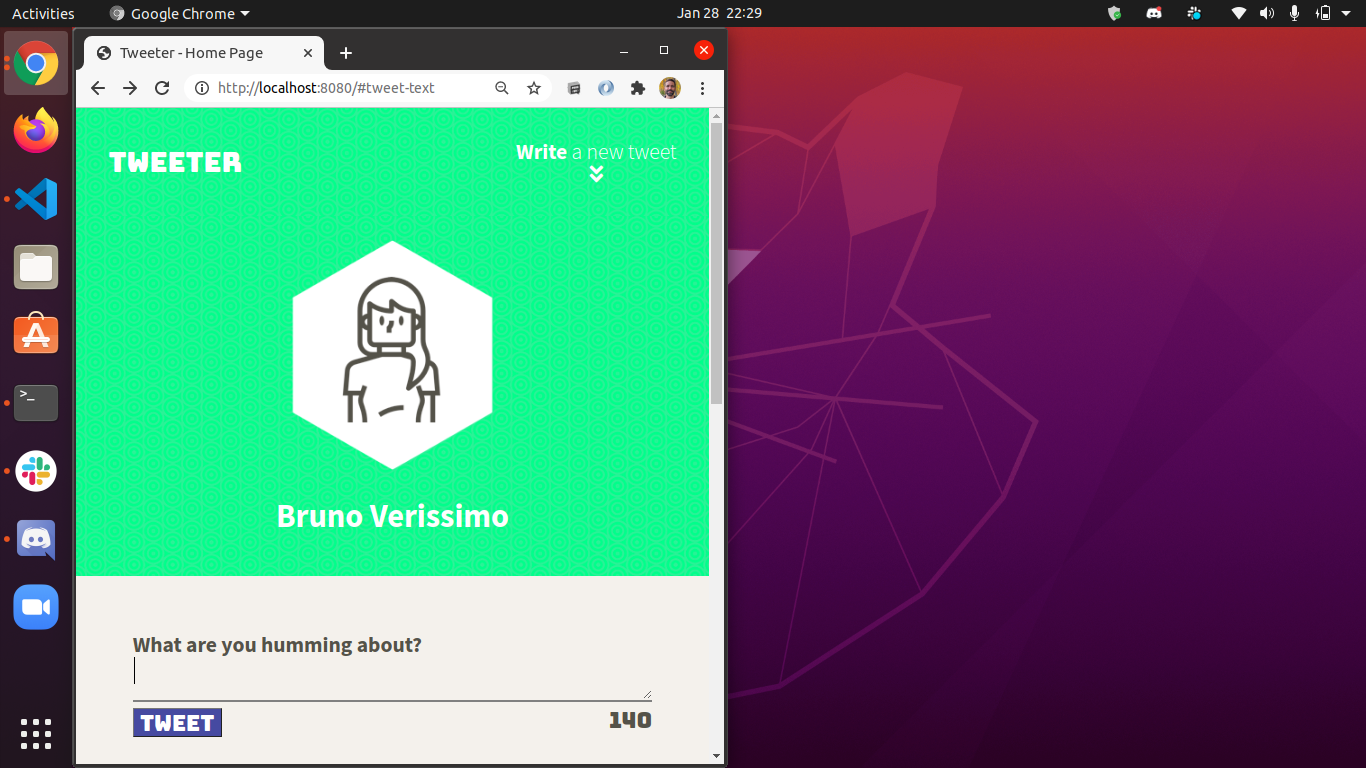 Activities
Google Chrome
Jan 28 22:29
Tweeter - Home Page
http://localhost:8080/#tweet-text
TWEETER
Write a new tweet
Bruno Verissimo
What are you humming about?
TWEET
140